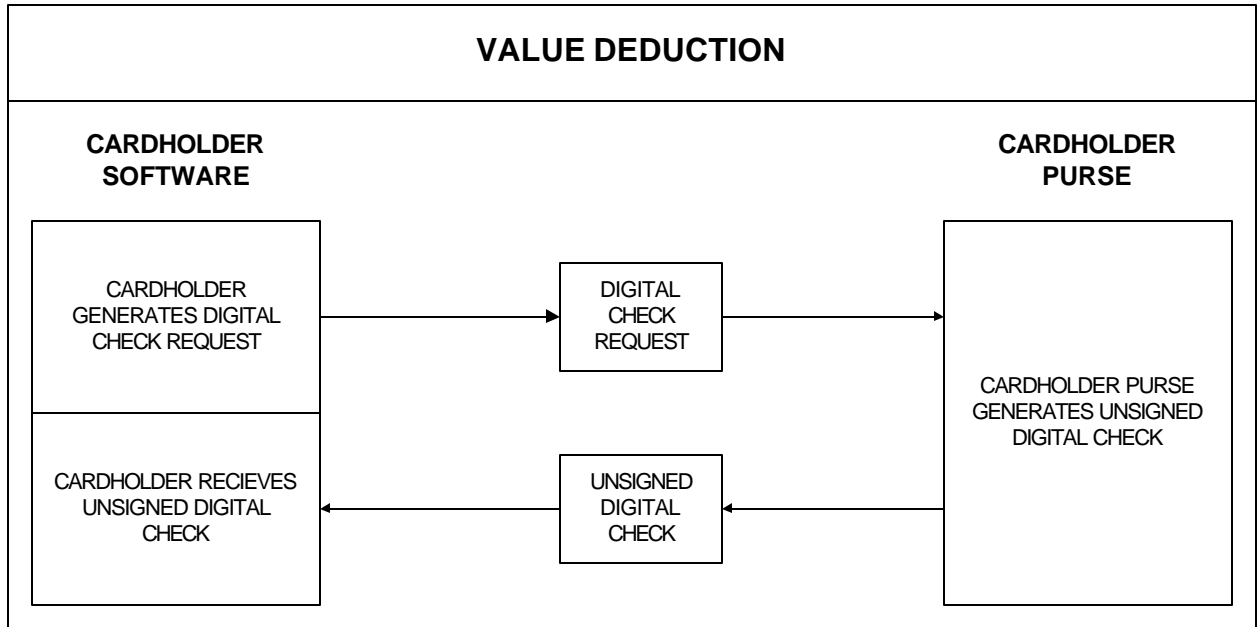 VALUE DEDUCTION
CARDHOLDER
SOFTWARE
CARDHOLDER
PURSE
CARDHOLDER
GENERATES DIGITAL
CHECK REQUEST
DIGITAL
CHECK
REQUEST
CARDHOLDER PURSE
GENERATES UNSIGNED
DIGITAL CHECK
CARDHOLDER RECIEVES
UNSIGNED DIGITAL
CHECK
UNSIGNED
DIGITAL
CHECK